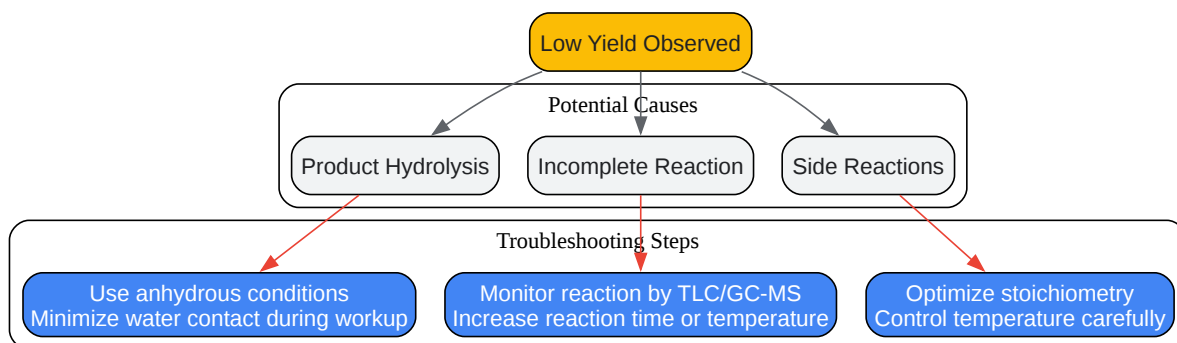 Low Yield Observed
Potential Causes
Product Hydrolysis
Incomplete Reaction
Side Reactions
Troubleshooting Steps
Use anhydrous conditions
Minimize water contact during workup
Monitor reaction by TLC/GC-MS
Increase reaction time or temperature
Optimize stoichiometry
Control temperature carefully